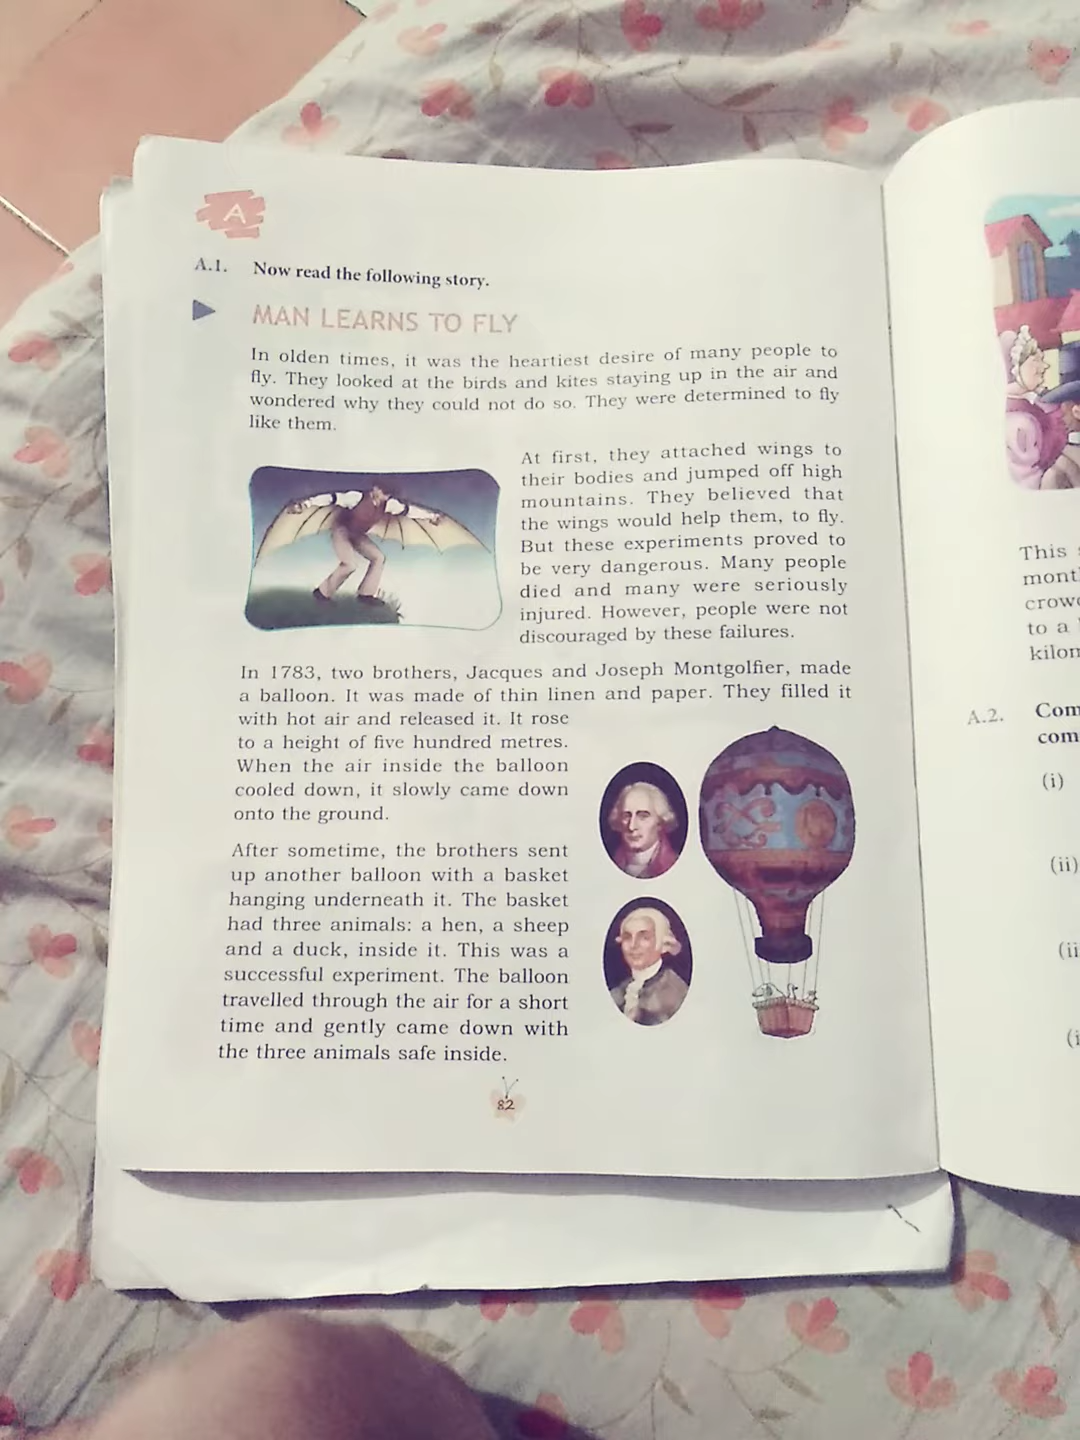 A
A.1. Now read the following story.
MAN LEARNS TO FLY
In olden times, it was the heartiest desire of many people to
fly. They looked at the birds and kites staying up in the air and
wondered why they could not do so. They were determined to fly
like them.
At first, they attached wings to
their bodies and jumped off high
mountains. They believed that
the wings would help them, to fly.
But these experiments proved to
be very dangerous. Many people
died and many were seriously
injured. However, people were not
discouraged by these failures.
In 1783, two brothers, Jacques and Joseph Montgolfier, made
a balloon. It was made of thin linen and paper. They filled it
with hot air and released it. It rose
to a height of five hundred metres.
When the air inside the balloon
cooled down, it slowly came down
onto the ground.
After sometime, the brothers sent
up another balloon with a basket
hanging underneath it. The basket
had three animals: a hen, a sheep
and a duck, inside it. This was a
successful experiment. The balloon
travelled through the air for a short
time and gently came down with
the three animals safe inside.
82
This
to a
A.2.
(i)
(ii)